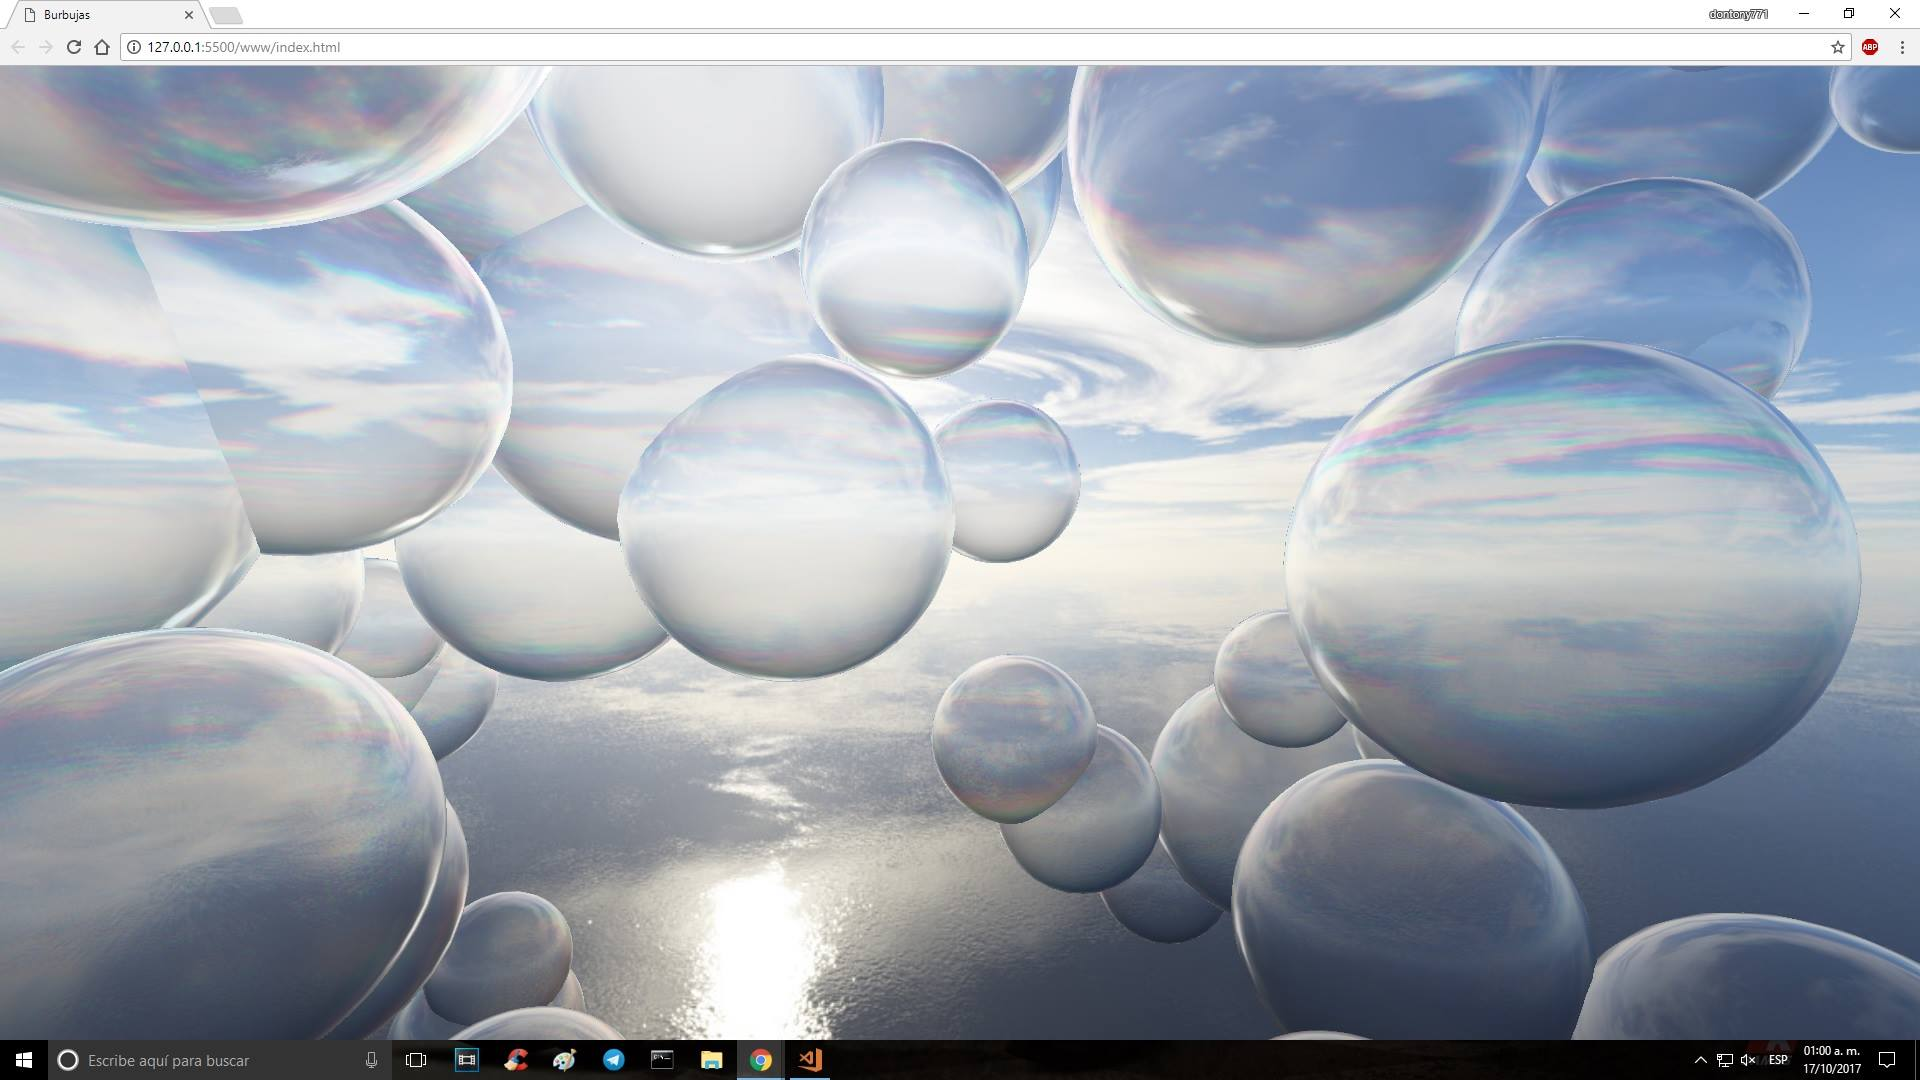 Burbujas
dontony771
127.0.0.1:5500/www/index.html
ABP
Escribe aquí para buscar
ESP
01:00 a. m.
17/10/2017